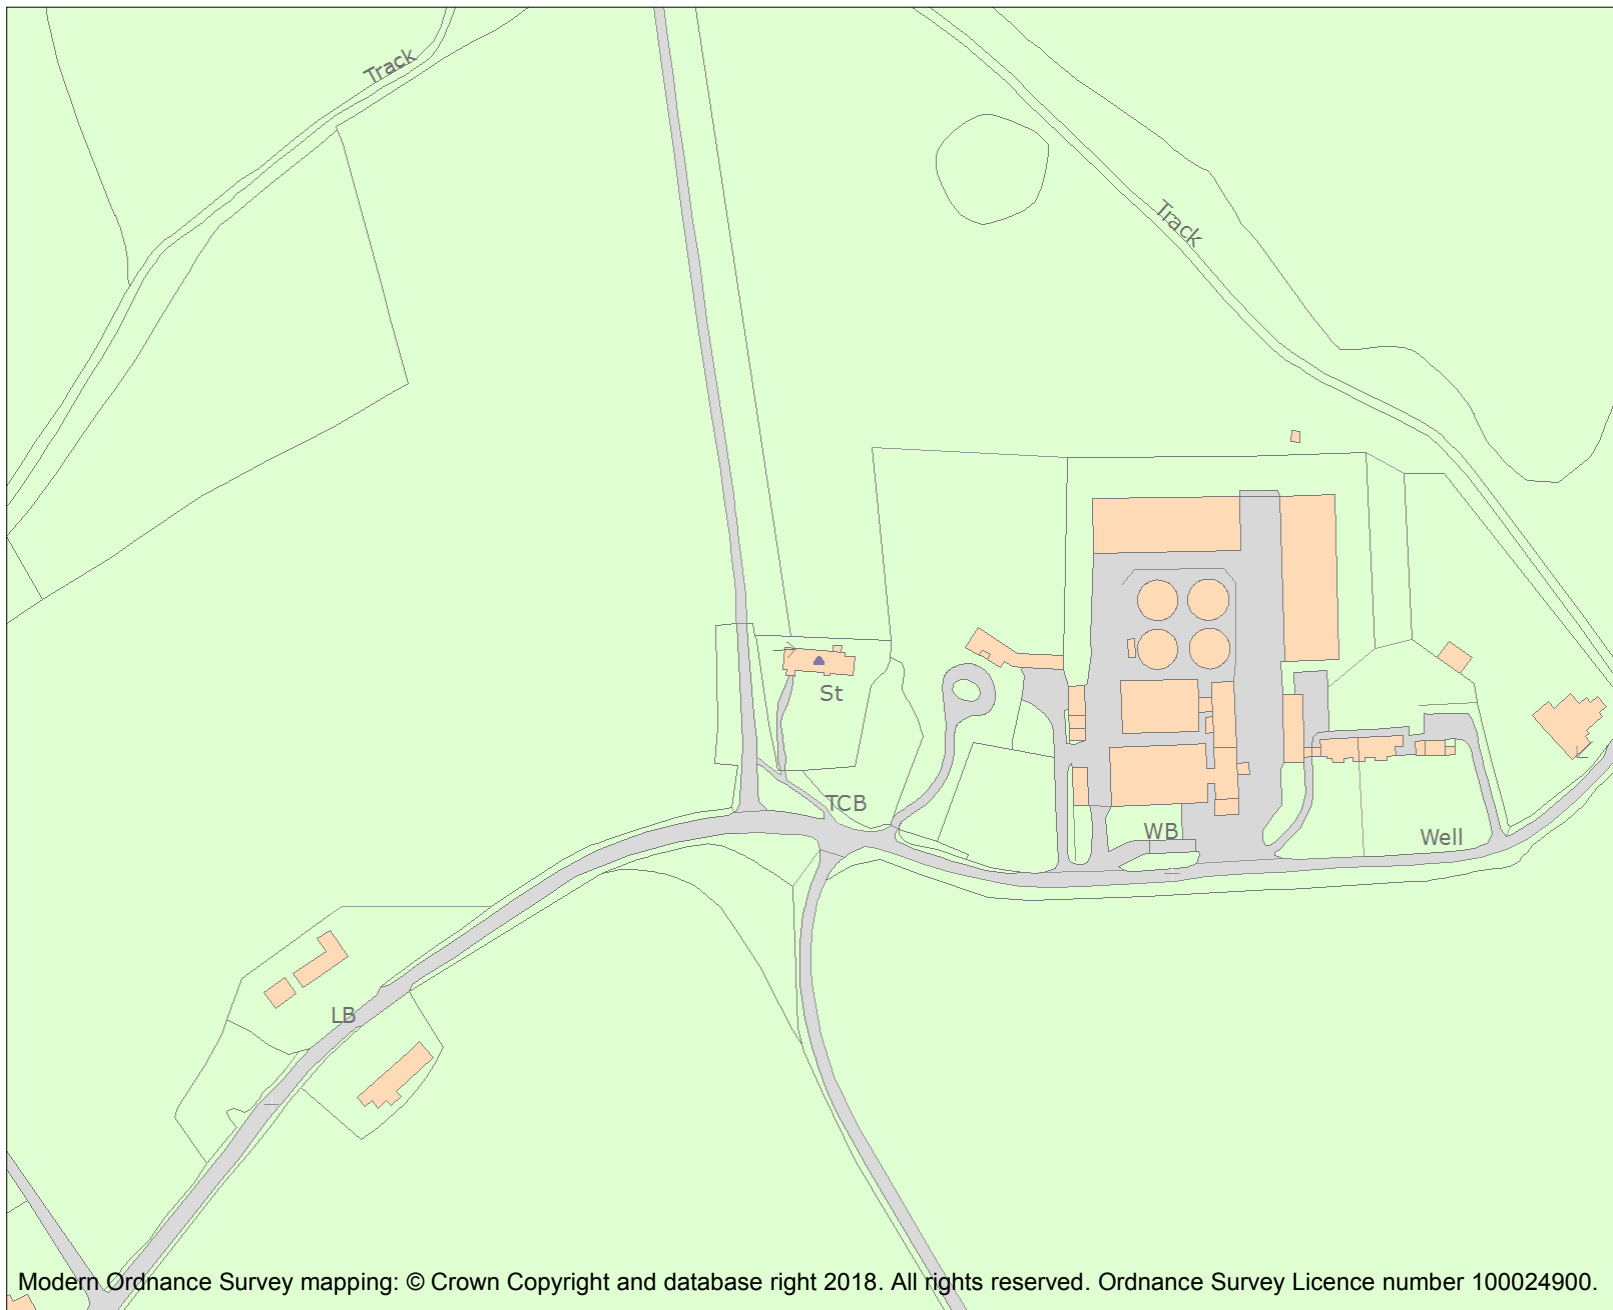 Track
Track
St
TCB
WB
Well
LB
Modern Ordnance Survey mapping: © Crown Copyright and database right 2018. All rights reserved. Ordnance Survey Licence number 100024900.